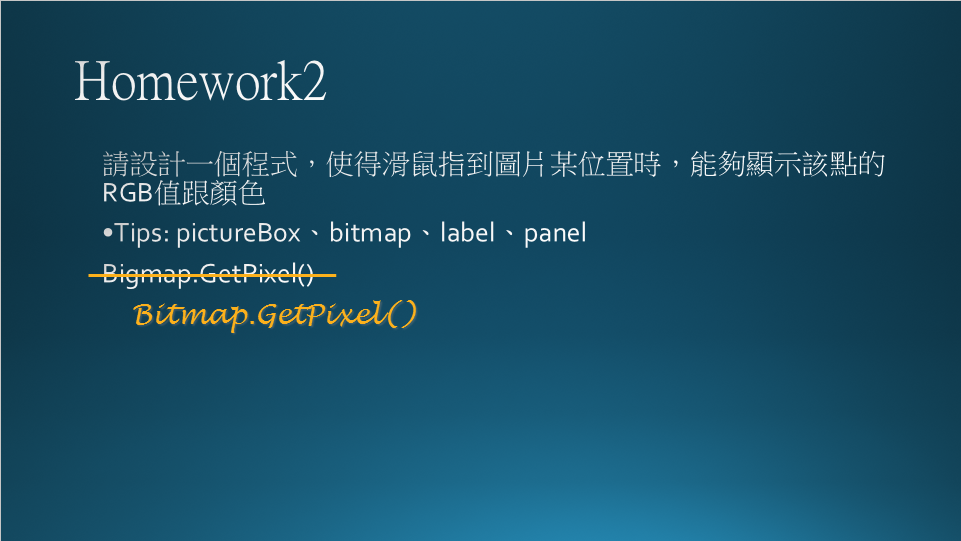 Homework2
請設計一個程式，使得滑鼠指到圖片某位置時，能夠顯示該點的
RGB值跟顏色
•Tips: pictureBox、bitmap、label、panel
Bigmap.GetPixel()
Bitmap.GetPixel()